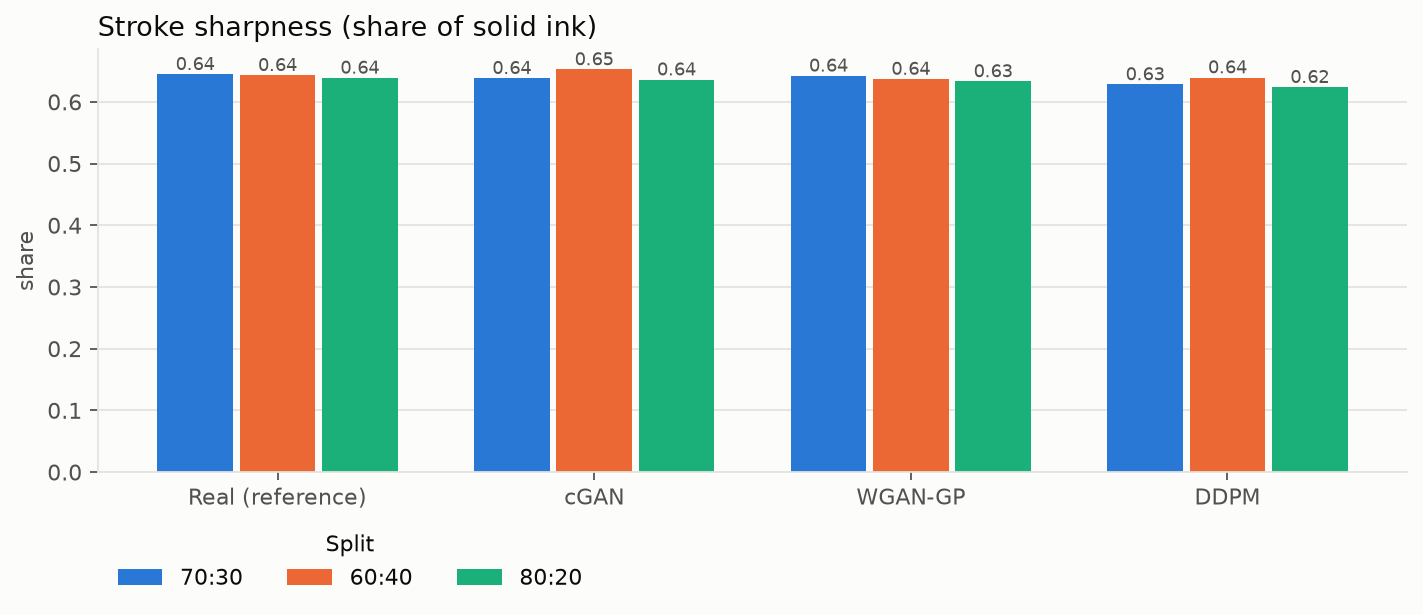 Stroke sharpness (share of solid ink)
0.64 0.64 0.64 0.64 0.65 0.64 0.64 0.64 0.63 0.63 0.64 0.62
share
0.6
0.5
0.4
0.3
0.2
0.1
0.0
Real (reference) cGAN WGAN-GP DDPM
Split
70:30 60:40 80:20